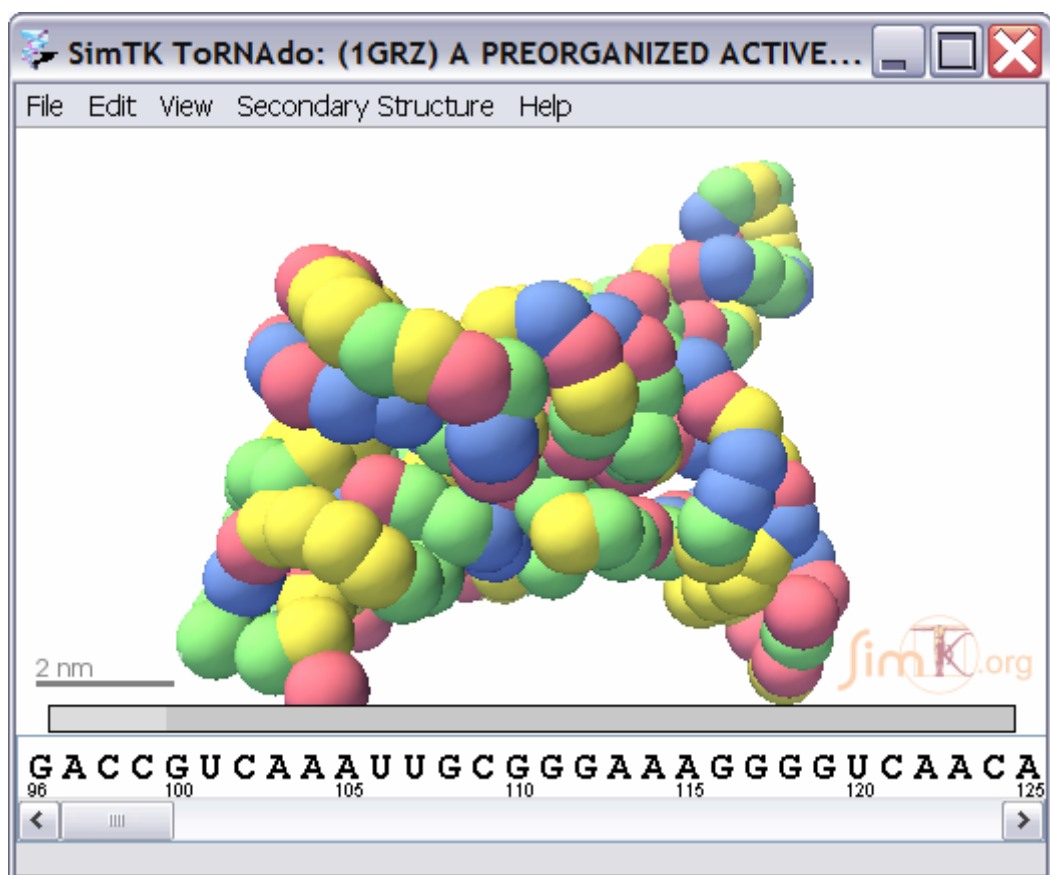 SimTK ToRNAdo: (1GRZ) A PREORGANIZED ACTIVE...
File Edit View Secondary Structure Help
2 nm
SimTK.org
G A C C G U C A A A U U G C G G G A A A G G G G U C A A C A
96 100 105 110 115 120 125